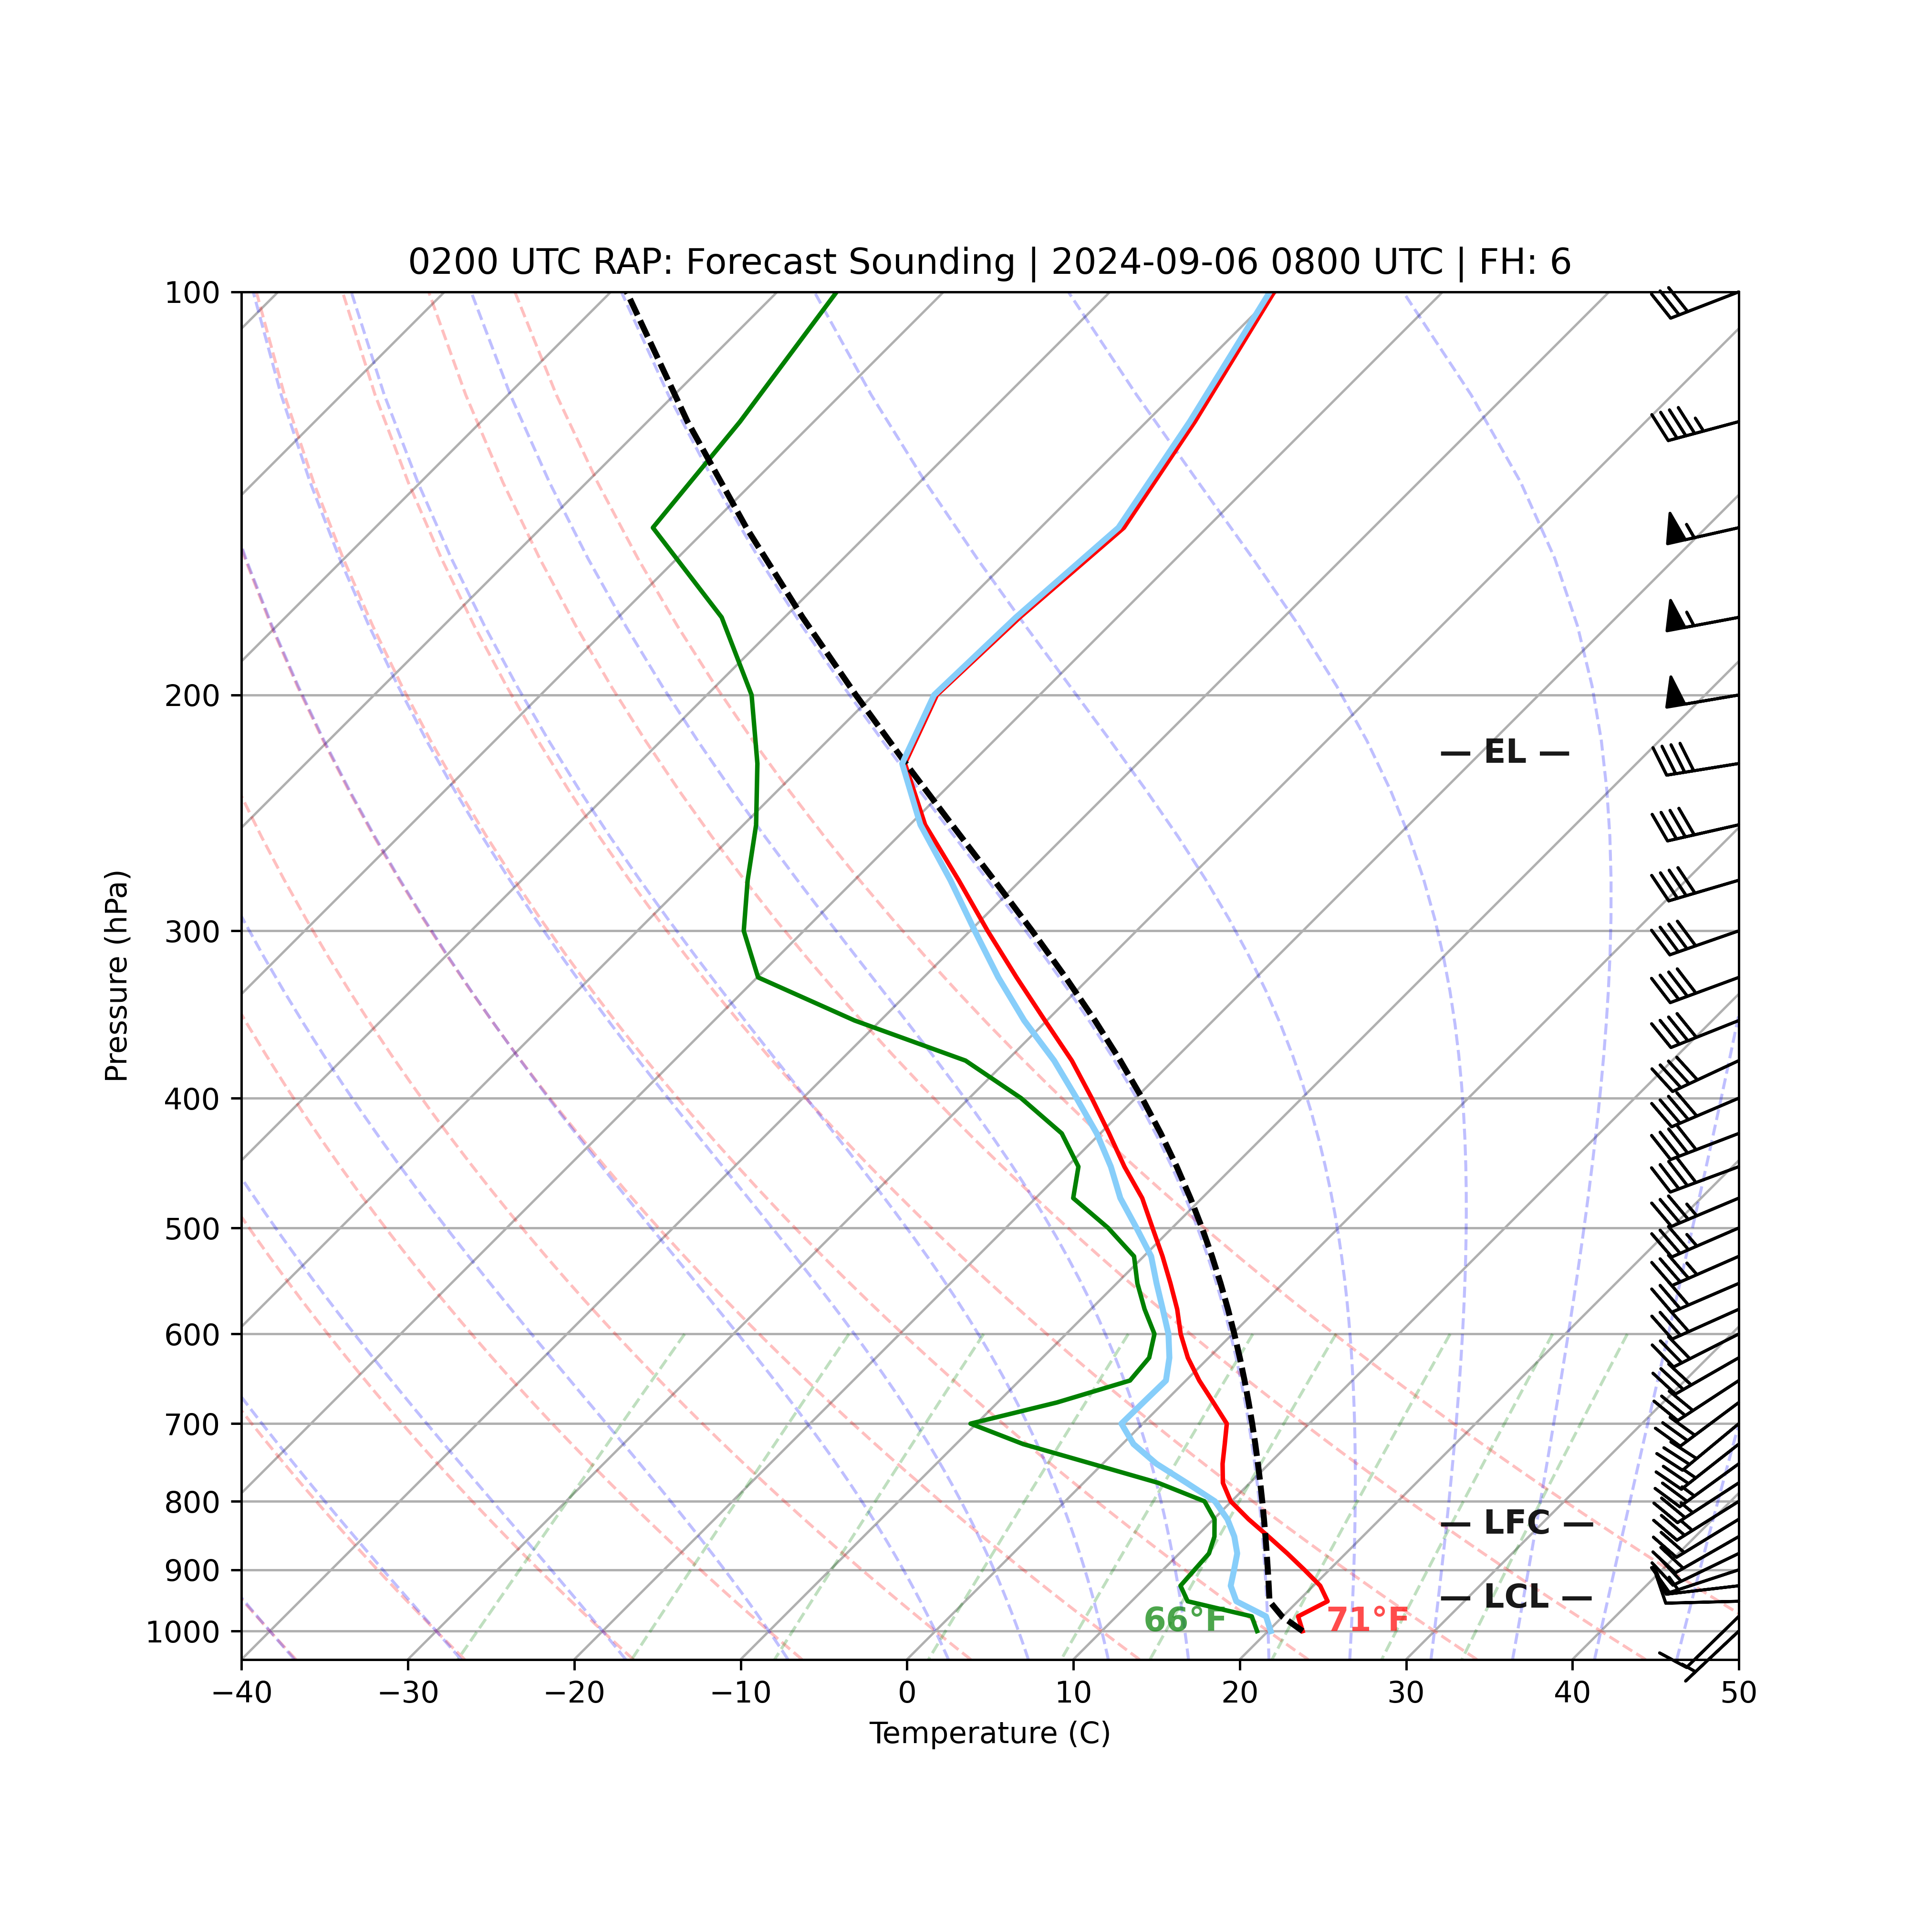 0200 UTC RAP: Forecast Sounding | 2024-09-06 0800 UTC | FH: 6
100
200
300
400
500
600
700
800
900
1000
Pressure (hPa)
— EL —
— LFC —
— LCL —
66°F
71°F
−40 −30 −20 −10 0 10 20 30 40 50
Temperature (C)